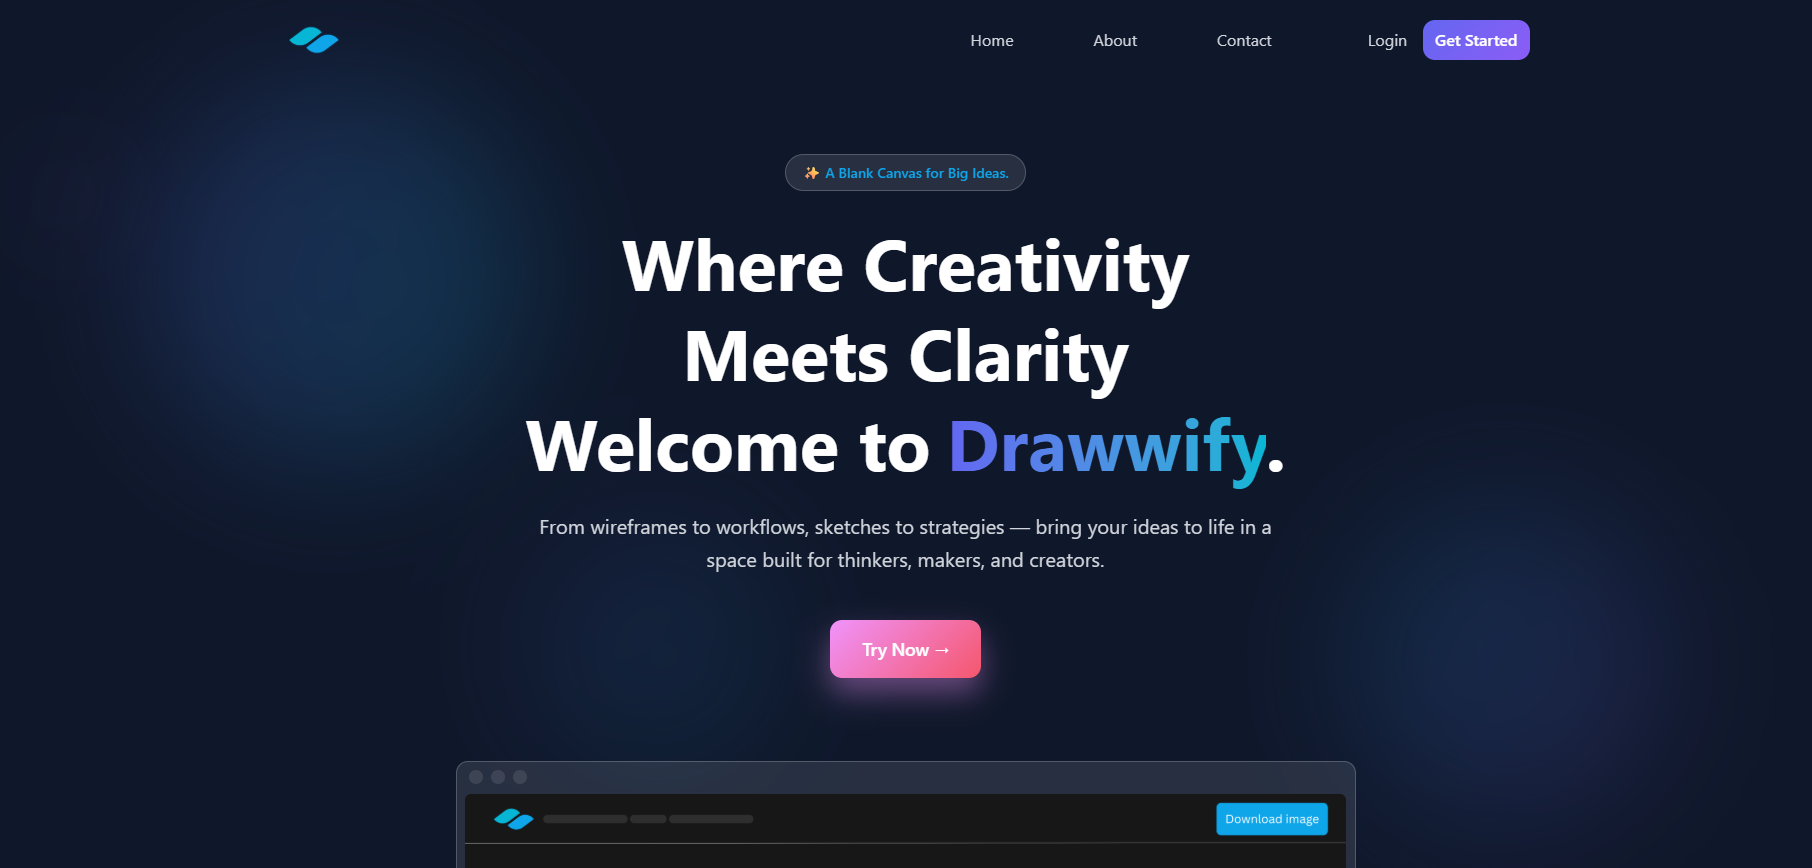 Home
About
Contact
Login
Get Started
✨ A Blank Canvas for Big Ideas.
Where Creativity
Meets Clarity
Welcome to Drawwify.
From wireframes to workflows, sketches to strategies — bring your ideas to life in a
space built for thinkers, makers, and creators.
Try Now →
Download image